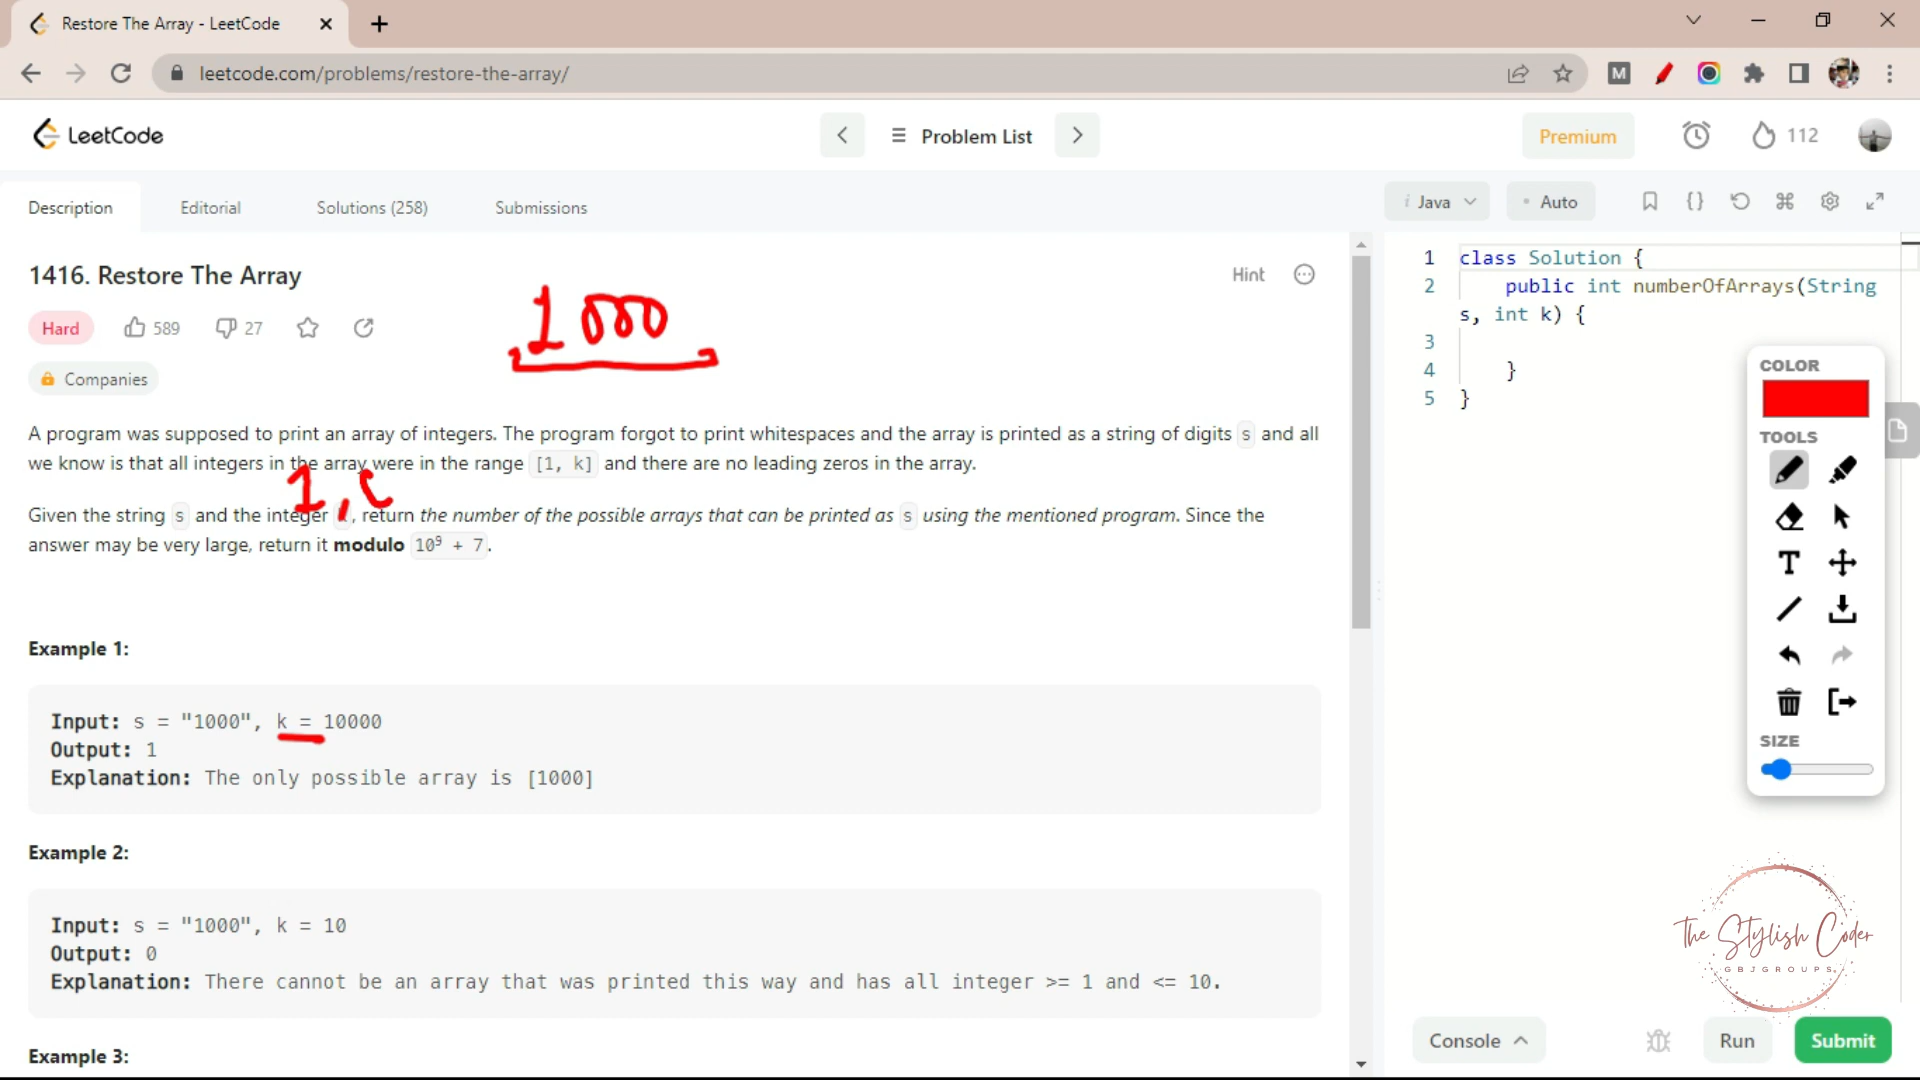 Restore The Array - LeetCode
leetcode.com/problems/restore-the-array/
M
LeetCode
Problem List
Premium
112
Description
Editorial
Solutions (258)
Submissions
i Java
Auto
1416. Restore The Array
Hint
Hard
589
27
1000
Companies
A program was supposed to print an array of integers. The program forgot to print whitespaces and the array is printed as a string of digits s and all
we know is that all integers in the array were in the range [1, k] and there are no leading zeros in the array.
1,
Given the string s and the integer k, return the number of the possible arrays that can be printed as s using the mentioned program. Since the
answer may be very large, return it modulo 10⁹ + 7.
Example 1:
Input: s = "1000", k = 10000
Output: 1
Explanation: The only possible array is [1000]
Example 2:
Input: s = "1000", k = 10
Output: 0
Explanation: There cannot be an array that was printed this way and has all integer >= 1 and <= 10.
Example 3:
1 class Solution {
2 public int numberOfArrays(String
s, int k) {
3
4 }
5 }
COLOR
TOOLS
T
SIZE
The Stylish Coder
GBJGROUPS
Console
Run
Submit